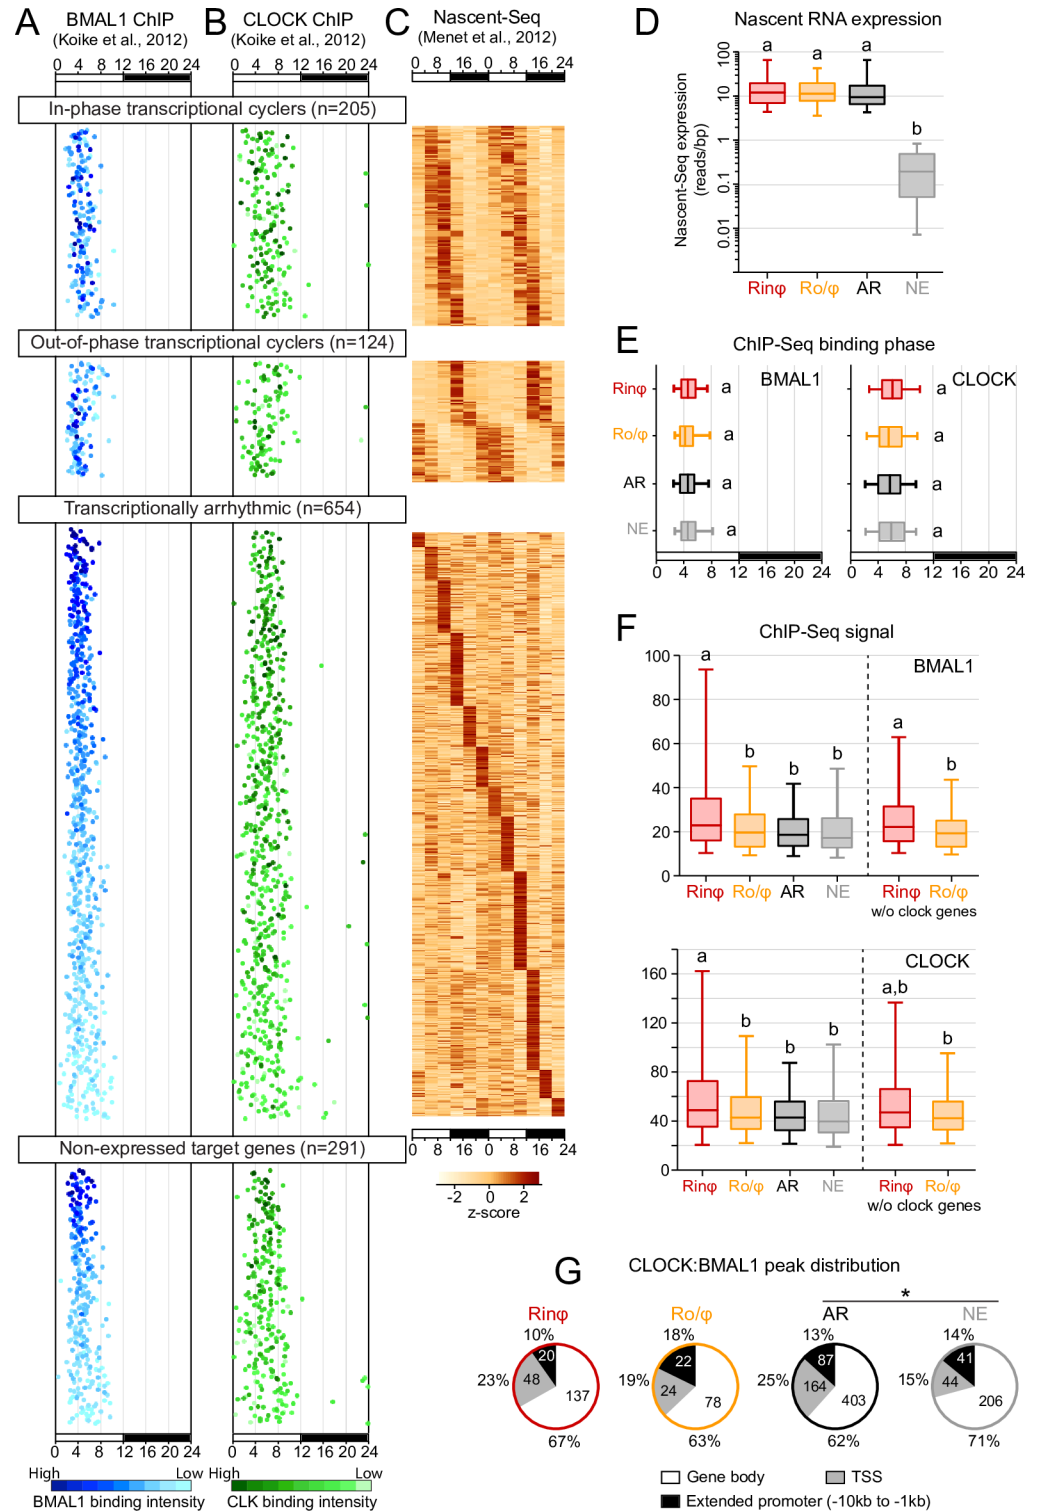 A BMAL1 ChIP
(Koike et al., 2012)
0 4 8 12 16 20 24
B CLOCK ChIP
(Koike et al., 2012)
0 4 8 12 16 20 24
C Nascent-Seq
(Menet et al., 2012)
0 8 16 0 8 16 24
In-phase transcriptional cyclers (n=205)
Out-of-phase transcriptional cyclers (n=124)
Transcriptionally arrhythmic (n=654)
Non-expressed target genes (n=291)
0 4 8 12 16 20 24
0 4 8 12 16 20 24
High Low
BMAL1 binding intensity
High Low
CLK binding intensity
0 8 16 0 8 16 24
-2 0 2
z-score
D Nascent RNA expression
Nascent-Seq expression
(reads/bp)
100
10
1
0.1
0.01
a a a b
Rinφ Ro/φ AR NE
E ChIP-Seq binding phase
BMAL1 CLOCK
Rinφ a a
Ro/φ a a
AR a a
NE a a
0 4 8 12 16 20 24
0 4 8 12 16 20 24
F ChIP-Seq signal
BMAL1
100
80
60
40
20
0
a b b b a b
Rinφ Ro/φ AR NE Rinφ Ro/φ
w/o clock genes
CLOCK
160
120
80
40
0
a b b b a,b b
Rinφ Ro/φ AR NE Rinφ Ro/φ
w/o clock genes
G CLOCK:BMAL1 peak distribution
*
Rinφ Ro/φ AR NE
10% 18% 13% 14%
20 22 87 41
23% 48 19% 24 25% 164 15% 44
137 78 403 206
67% 63% 62% 71%
Gene body TSS
Extended promoter (-10kb to -1kb)